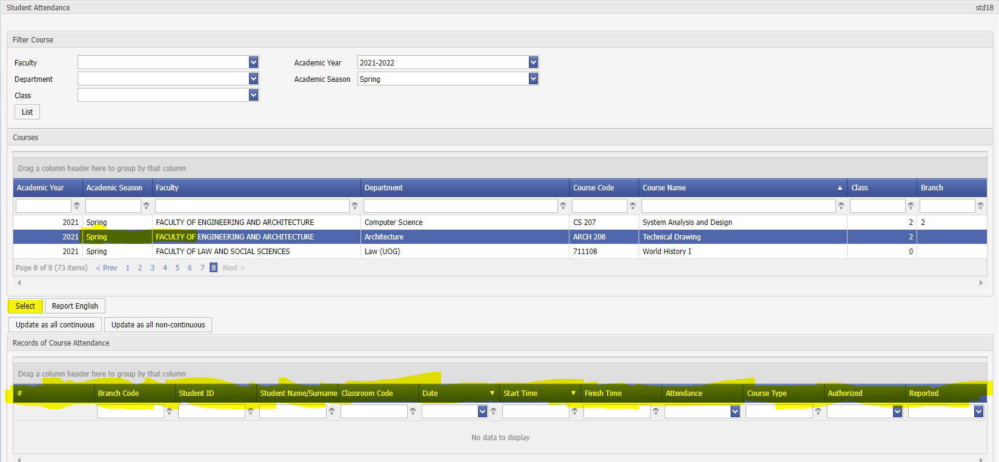 Student Attendance std18
Filter Course
Faculty Academic Year 2021-2022
Department Academic Season Spring
Class
List
Courses
Drag a column header here to group by that column
Academic Year Academic Season Faculty Department Course Code Course Name Class Branch
2021 Spring FACULTY OF ENGINEERING AND ARCHITECTURE Computer Science CS 207 System Analysis and Design 2 2
2021 Spring FACULTY OF ENGINEERING AND ARCHITECTURE Architecture ARCH 208 Technical Drawing 2
2021 Spring FACULTY OF LAW AND SOCIAL SCIENCES Law (UOG) 711108 World History I 0
Page 8 of 8 (73 items) < Prev 1 2 3 4 5 6 7 8 Next >
Select Report English
Update as all continuous Update as all non-continuous
Records of Course Attendance
Drag a column header here to group by that column
# Branch Code Student ID Student Name/Surname Classroom Code Date Start Time Finish Time Attendance Course Type Authorized Reported
No data to display